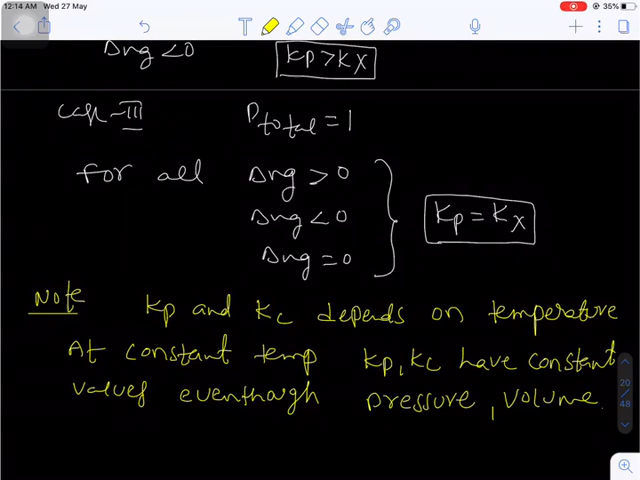 12:14 AM Wed 27 May
35%
T
Δng < 0 Kp > Kx
Case - III Ptotal = 1
For all Δng > 0
Δng < 0
Kp = Kx
Δng = 0
Note Kp and Kc depends on temperature
At constant temp Kp, Kc have constant
values eventhough pressure, volume
20
48